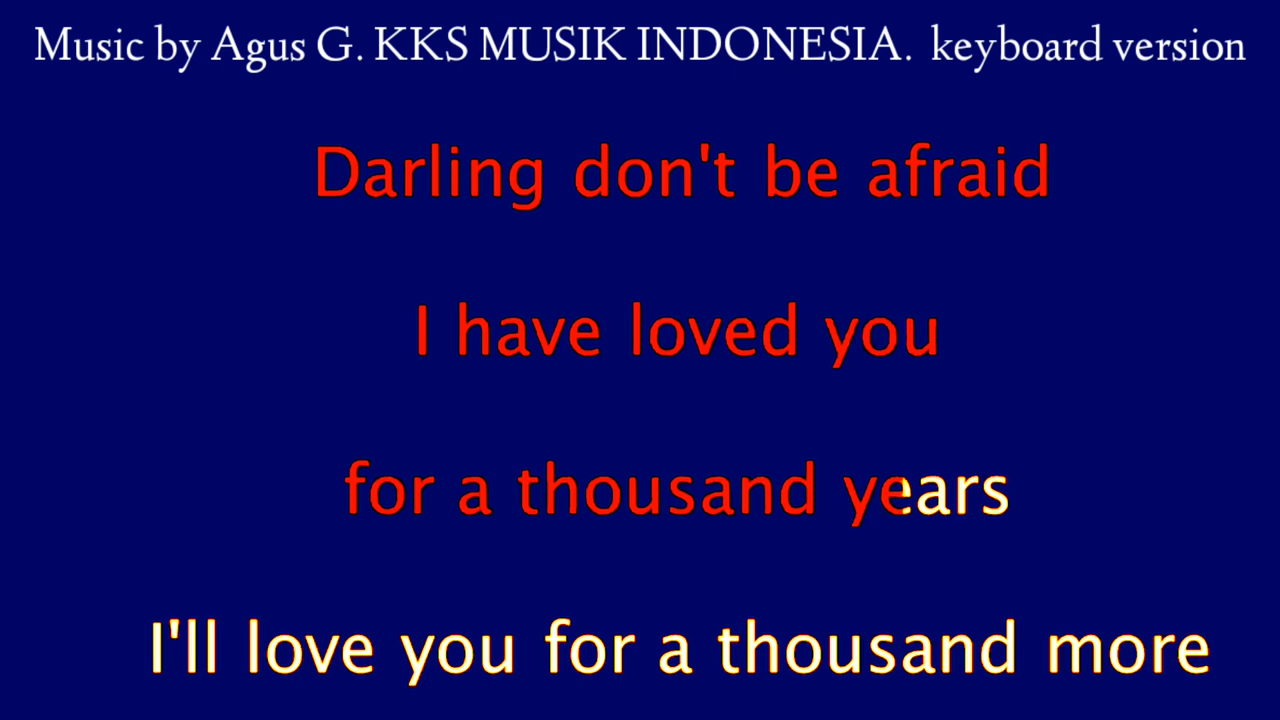 Music by Agus G. KKS MUSIK INDONESIA.  keyboard version
Darling don't be afraid
I have loved you
for a thousand years
I'll love you for a thousand more